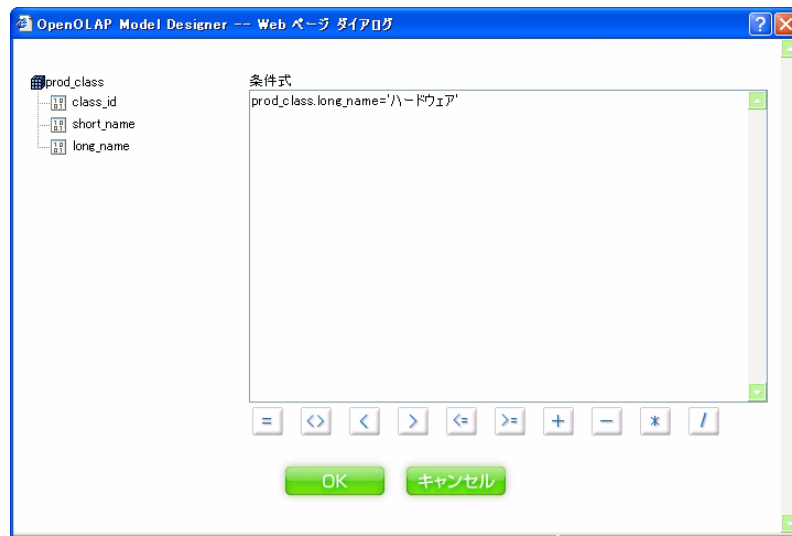 OpenOLAP Model Designer -- Web ページ ダイアログ
prod_class
class_id
short_name
long_name
条件式
prod_class.long_name='ハードウェア'
= <> < > <= >= + - * /
OK キャンセル